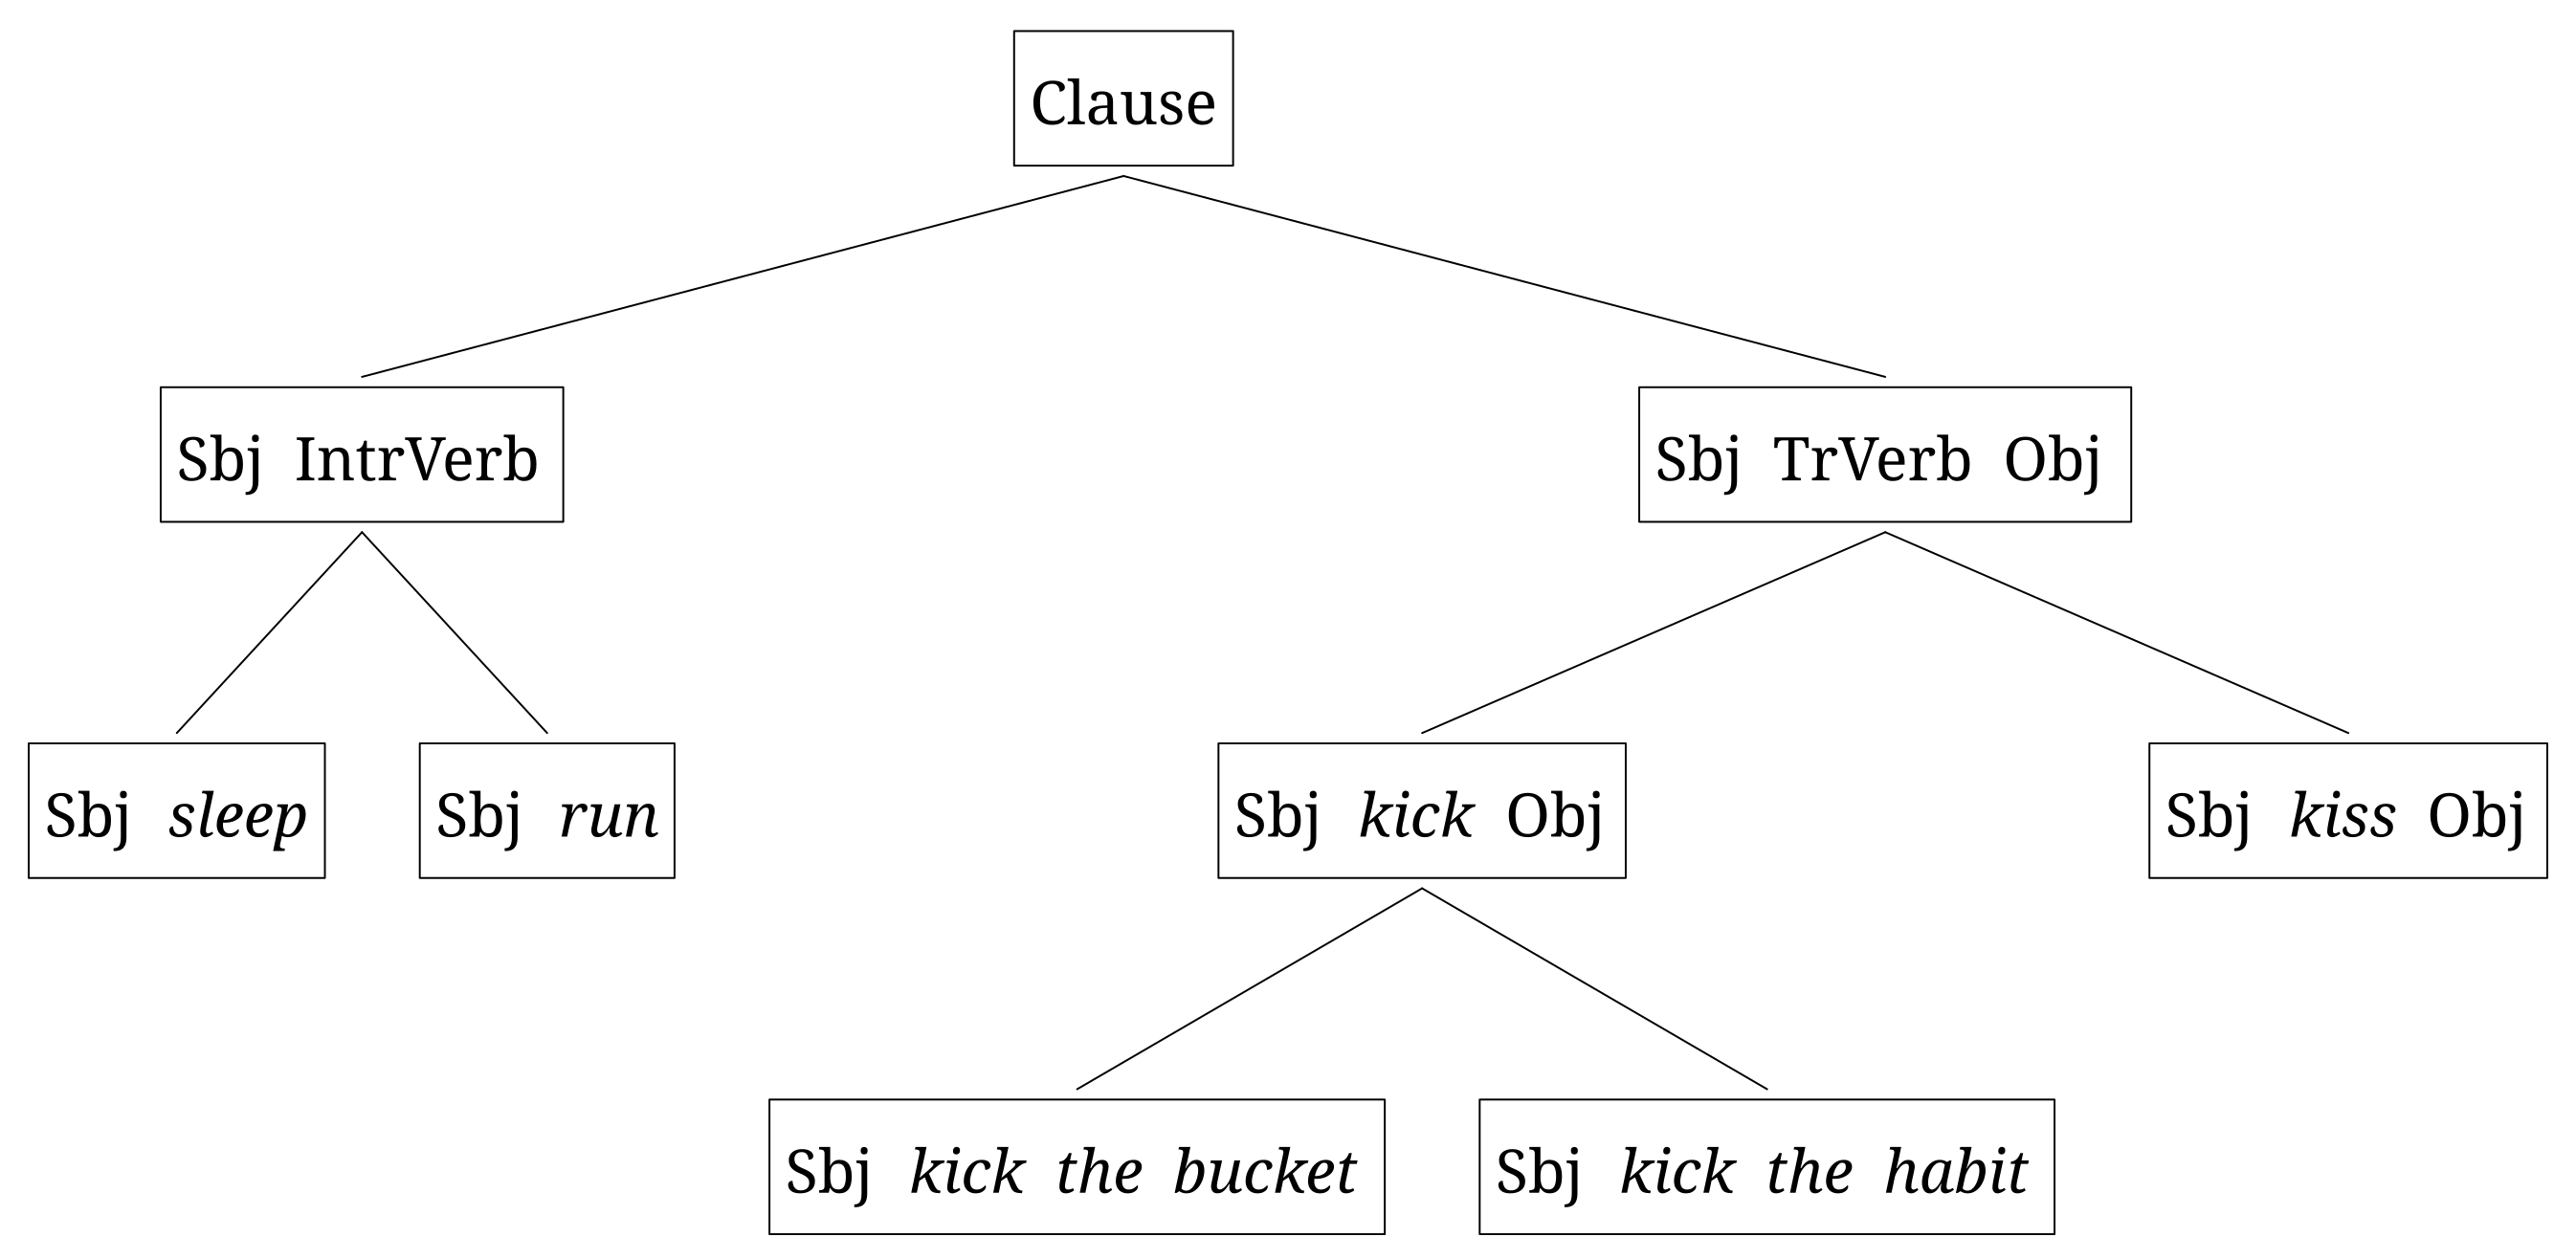 Clause
Sbj IntrVerb
Sbj TrVerb Obj
Sbj sleep
Sbj run
Sbj kick Obj
Sbj kiss Obj
Sbj kick the bucket
Sbj kick the habit